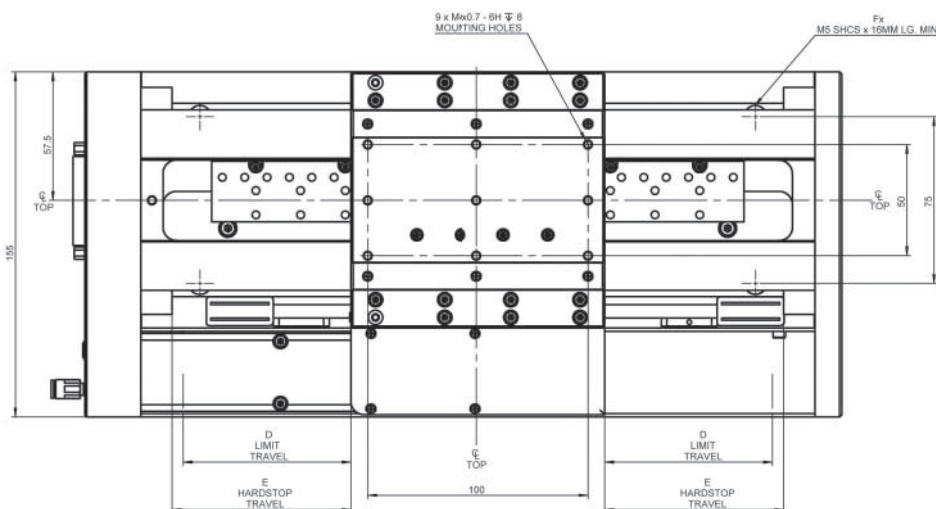 9 x M4x0.7 - 6H ↧ 8
MOUNTING HOLES
Fx
M5 SHCS x 16MM LG. MIN
57.5
155
℄
TOP
℄
TOP
50
75
D
LIMIT
TRAVEL
℄
TOP
D
LIMIT
TRAVEL
E
HARDSTOP
TRAVEL
100
E
HARDSTOP
TRAVEL